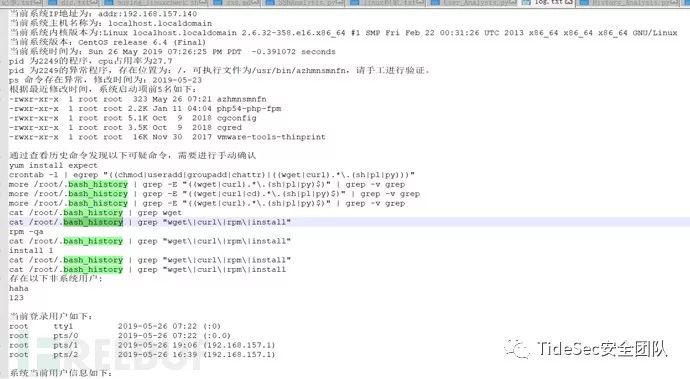 log.txt
当前系统IP地址为: addr:192.168.157.140
当前系统主机名称为: localhost.localdomain
当前系统内核版本为:Linux localhost.localdomain 2.6.32-358.el6.x86_64 #1 SMP Fri Feb 22 00:31:26 UTC 2013 x86_64 x86_64 x86_64 GNU/Linux
当前系统版本: CentOS release 6.4 (Final)
当前系统时间为: Sun 26 May 2019 07:26:25 PM PDT -0.391072 seconds
pid 为2249的程序, cpu占用率为27.7
pid 为2249的异常程序, 存在位置为: /, 可执行文件为/usr/bin/azhmnsmnfn, 请手工进行验证。
ps 命令存在异常, 修改时间为: 2019-05-23
根据最近修改时间, 系统启动项前5名如下:
-rwxr-xr-x 1 root root 323 May 26 07:21 azhmnsmnfn
-rwxr-xr-x 1 root root 2.2K Jan 11 04:04 php54-php-fpm
-rwxr-xr-x 1 root root 5.1K Oct 9 2018 cgconfig
-rwxr-xr-x 1 root root 3.5K Oct 9 2018 cgred
-rwxr-xr-x 1 root root 16K Nov 30 2017 vmware-tools-thinprint
通过查看历史命令发现以下可疑命令, 需要进行手动确认
yum install expect
crontab -l | egrep "((chmod|useradd|groupadd|chattr)|((wget|curl).*\.(sh|pl|py)))"
more /root/.bash_history | grep -E "((wget|curl).*\.(sh|pl|py)$)" | grep -v grep
more /root/.bash_history | grep -E "((wget|curl|cd).*\.(sh|pl|py)$)" | grep -v grep
more /root/.bash_history | grep -E "((wget|curl).*\.(sh|pl|py)$)" | grep -v grep
cat /root/.bash_history | grep wget
cat /root/.bash_history | grep "wget\|curl\|rpm\|install"
rpm -qa
cat /root/.bash_history | grep "wget\|curl\|rpm\|install"
install 1
cat /root/.bash_history | grep "wget\|curl\|rpm\|install"
cat /root/.bash_history | grep "wget\|curl\|rpm\|install
存在以下非系统用户:
haha
123
当前登录用户如下:
root tty1 2019-05-26 07:22 (:0)
root pts/0 2019-05-26 07:22 (:0.0)
root pts/1 2019-05-26 19:06 (192.168.157.1)
root pts/2 2019-05-26 16:39 (192.168.157.1)
系统当前用户信息如下:
FREEBUF
TideSec安全团队